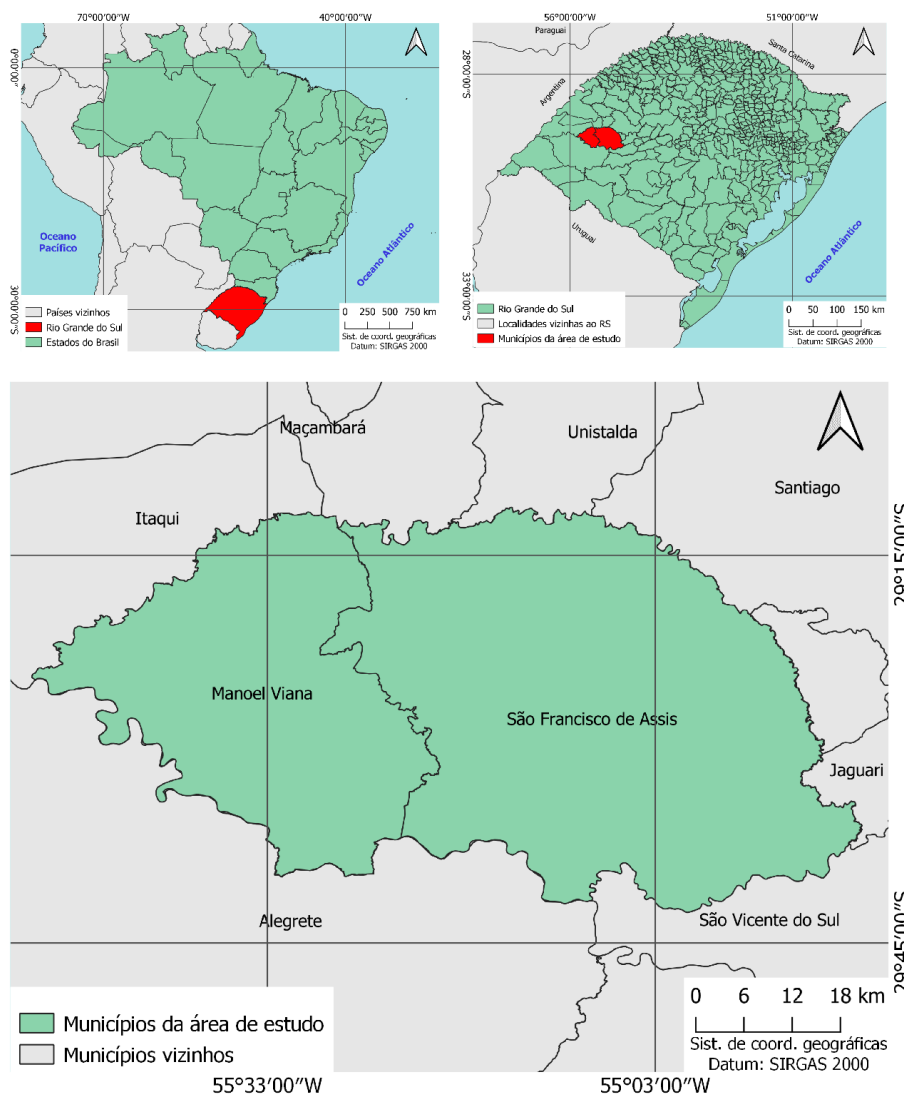 70°00'00"W
40°00'00"W
0°00'00"
30°00'00"S
Oceano
Pacífico
Oceano Atlântico
Países vizinhos
Rio Grande do Sul
Estados do Brasil
0 250 500 750 km
Sist. de coord. geográficas
Datum: SIRGAS 2000
56°00'00"W
51°00'00"W
28°00'00"S
33°00'00"S
Paraguai
Santa Catarina
Argentina
Uruguai
Oceano Atlântico
Rio Grande do Sul
Localidades vizinhas ao RS
Municípios da área de estudo
0 50 100 150 km
Sist. de coord. geográficas
Datum: SIRGAS 2000
Maçambará
Unistalda
Santiago
Itaqui
29°15'00"S
Manoel Viana
São Francisco de Assis
Jaguari
Alegrete
São Vicente do Sul
29°45'00"S
Municípios da área de estudo
Municípios vizinhos
0 6 12 18 km
Sist. de coord. geográficas
Datum: SIRGAS 2000
55°33'00"W
55°03'00"W